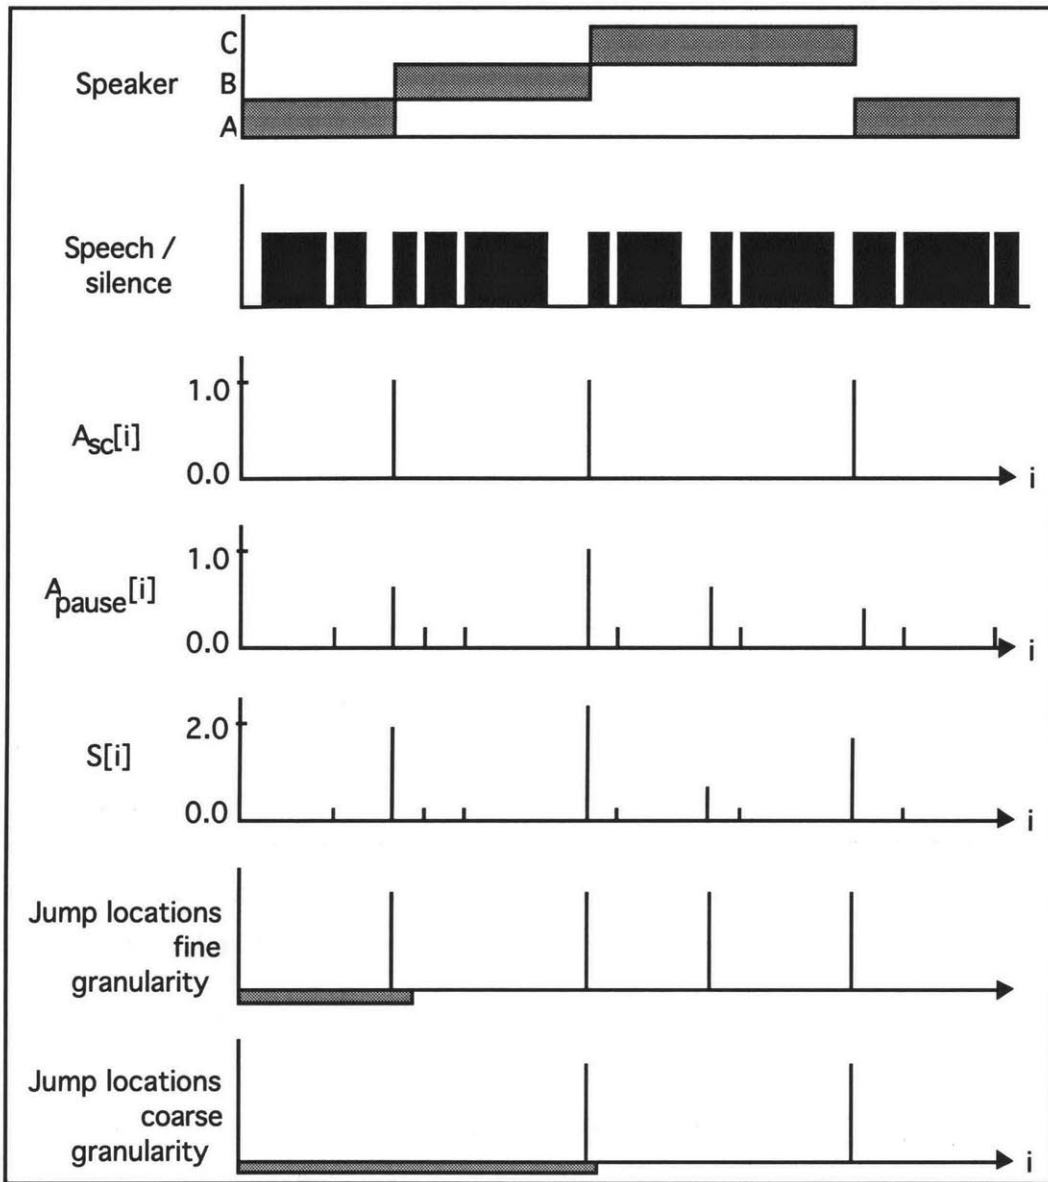 C
Speaker B
A
Speech /
silence
1.0
Asc[i]
0.0
i
1.0
Apause[i]
0.0
i
2.0
S[i]
0.0
i
Jump locations
fine
granularity
Jump locations
coarse
granularity
i